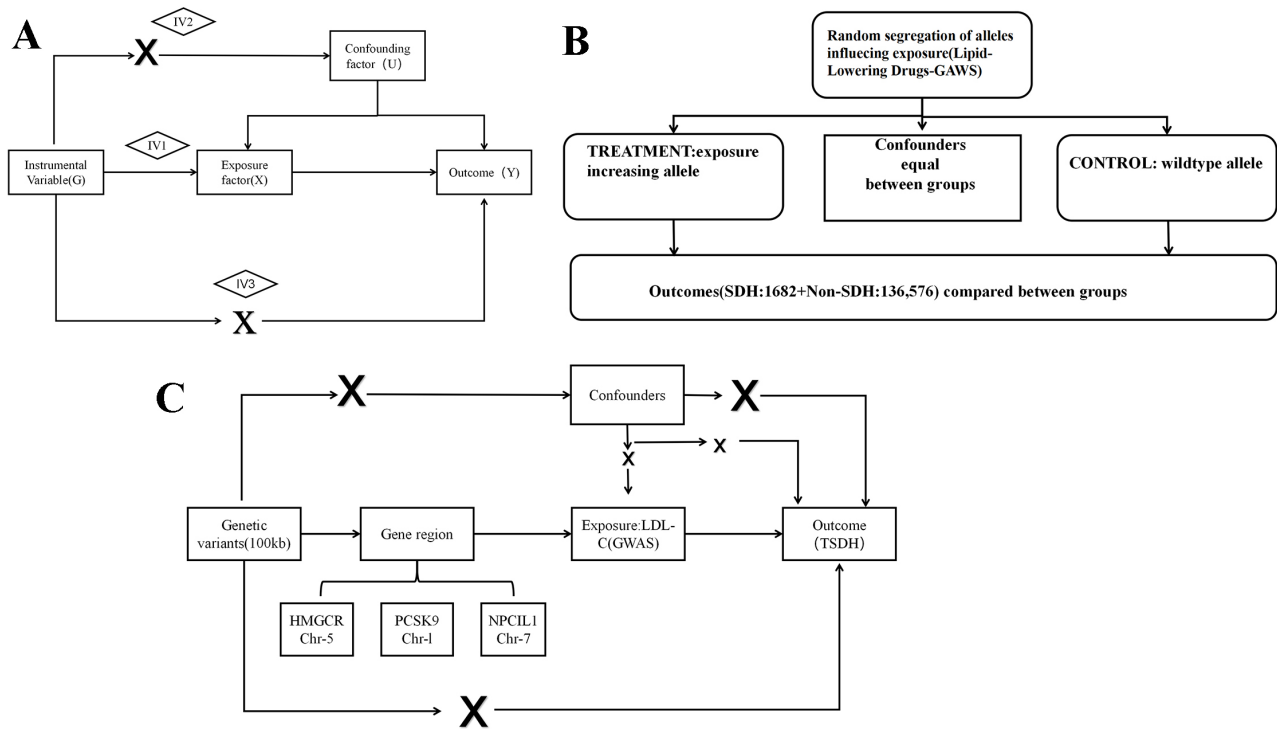 A
IV2
X
Confounding
factor（U）
IV1
Instrumental
Variable(G)
Exposure
factor(X)
Outcome（Y）
IV3
X
B
Random segregation of alleles
influecing exposure(Lipid-
Lowering Drugs-GAWS)
TREATMENT:exposure
increasing allele
Confounders
equal
between groups
CONTROL: wildtype allele
Outcomes(SDH:1682+Non-SDH:136,576) compared between groups
C
X
Confounders
X
X
X
Genetic
variants(100kb)
Gene region
Exposure:LDL-
C(GWAS)
Outcome
（TSDH）
HMGCR
Chr-5
PCSK9
Chr-l
NPCIL1
Chr-7
X